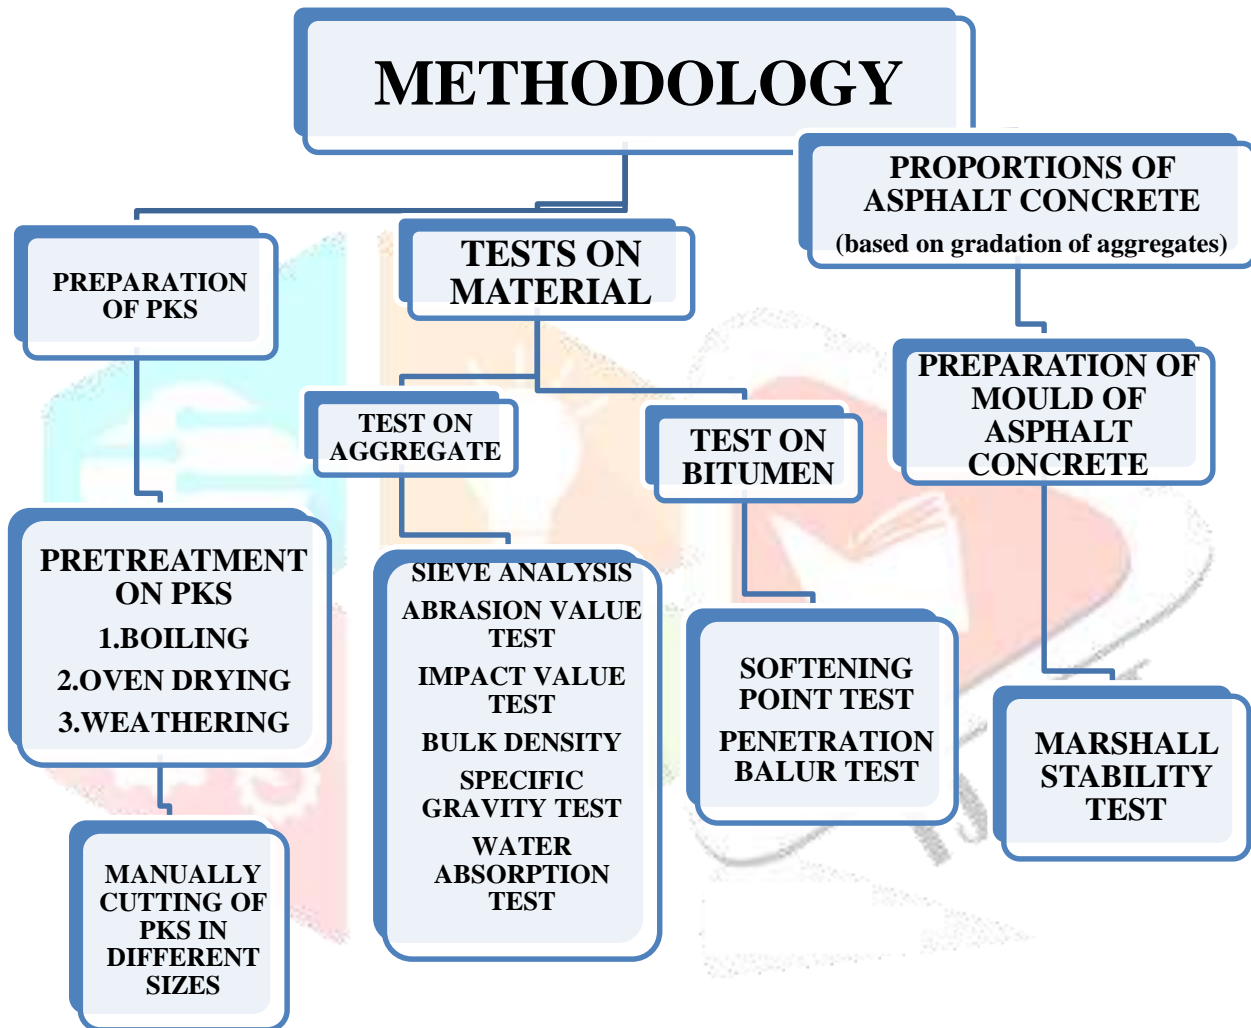 METHODOLOGY
PREPARATION
OF PKS
PRETREATMENT
ON PKS
1.BOILING
2.OVEN DRYING
3.WEATHERING
MANUALLY
CUTTING OF
PKS IN
DIFFERENT
SIZES
TESTS ON
MATERIAL
TEST ON
AGGREGATE
SIEVE ANALYSIS
ABRASION VALUE
TEST
IMPACT VALUE
TEST
BULK DENSITY
SPECIFIC
GRAVITY TEST
WATER
ABSORPTION
TEST
TEST ON
BITUMEN
SOFTENING
POINT TEST
PENETRATION
BALUR TEST
PROPORTIONS OF
ASPHALT CONCRETE
(based on gradation of aggregates)
PREPARATION OF
MOULD OF
ASPHALT
CONCRETE
MARSHALL
STABILITY
TEST